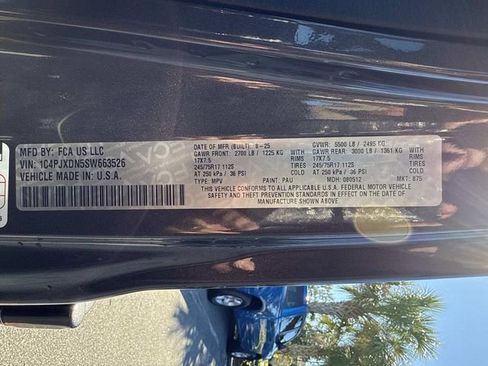 MFD BY: FCA US LLC
VIN: 1C4PJXDN5SW663526
VEHICLE MADE IN: U.S.A.
DATE OF MFR (BUILT): 8-25
GAWR FRONT: 2700 LB / 1225 KG WITH
17X7.5 RIMS
245/75R17 112S TIRES
AT 250 kPa / 36 PSI COLD
TYPE: MPV
PAINT: PAU
GVWR: 5500 LB / 2495 KG
GAWR REAR: 3000 LB / 1361 KG WITH
17X7.5 RIMS
245/75R17 112S TIRES
AT 250 kPa / 36 PSI COLD
MDH: 080512
MKT: 875
THIS VEHICLE CONFORMS TO ALL APPLICABLE U.S.A. FEDERAL MOTOR VEHICLE
SAFETY AND THEFT PREVENTION STANDARDS IN EFFECT ON THE DATE OF
MANUFACTURE SHOWN ABOVE.